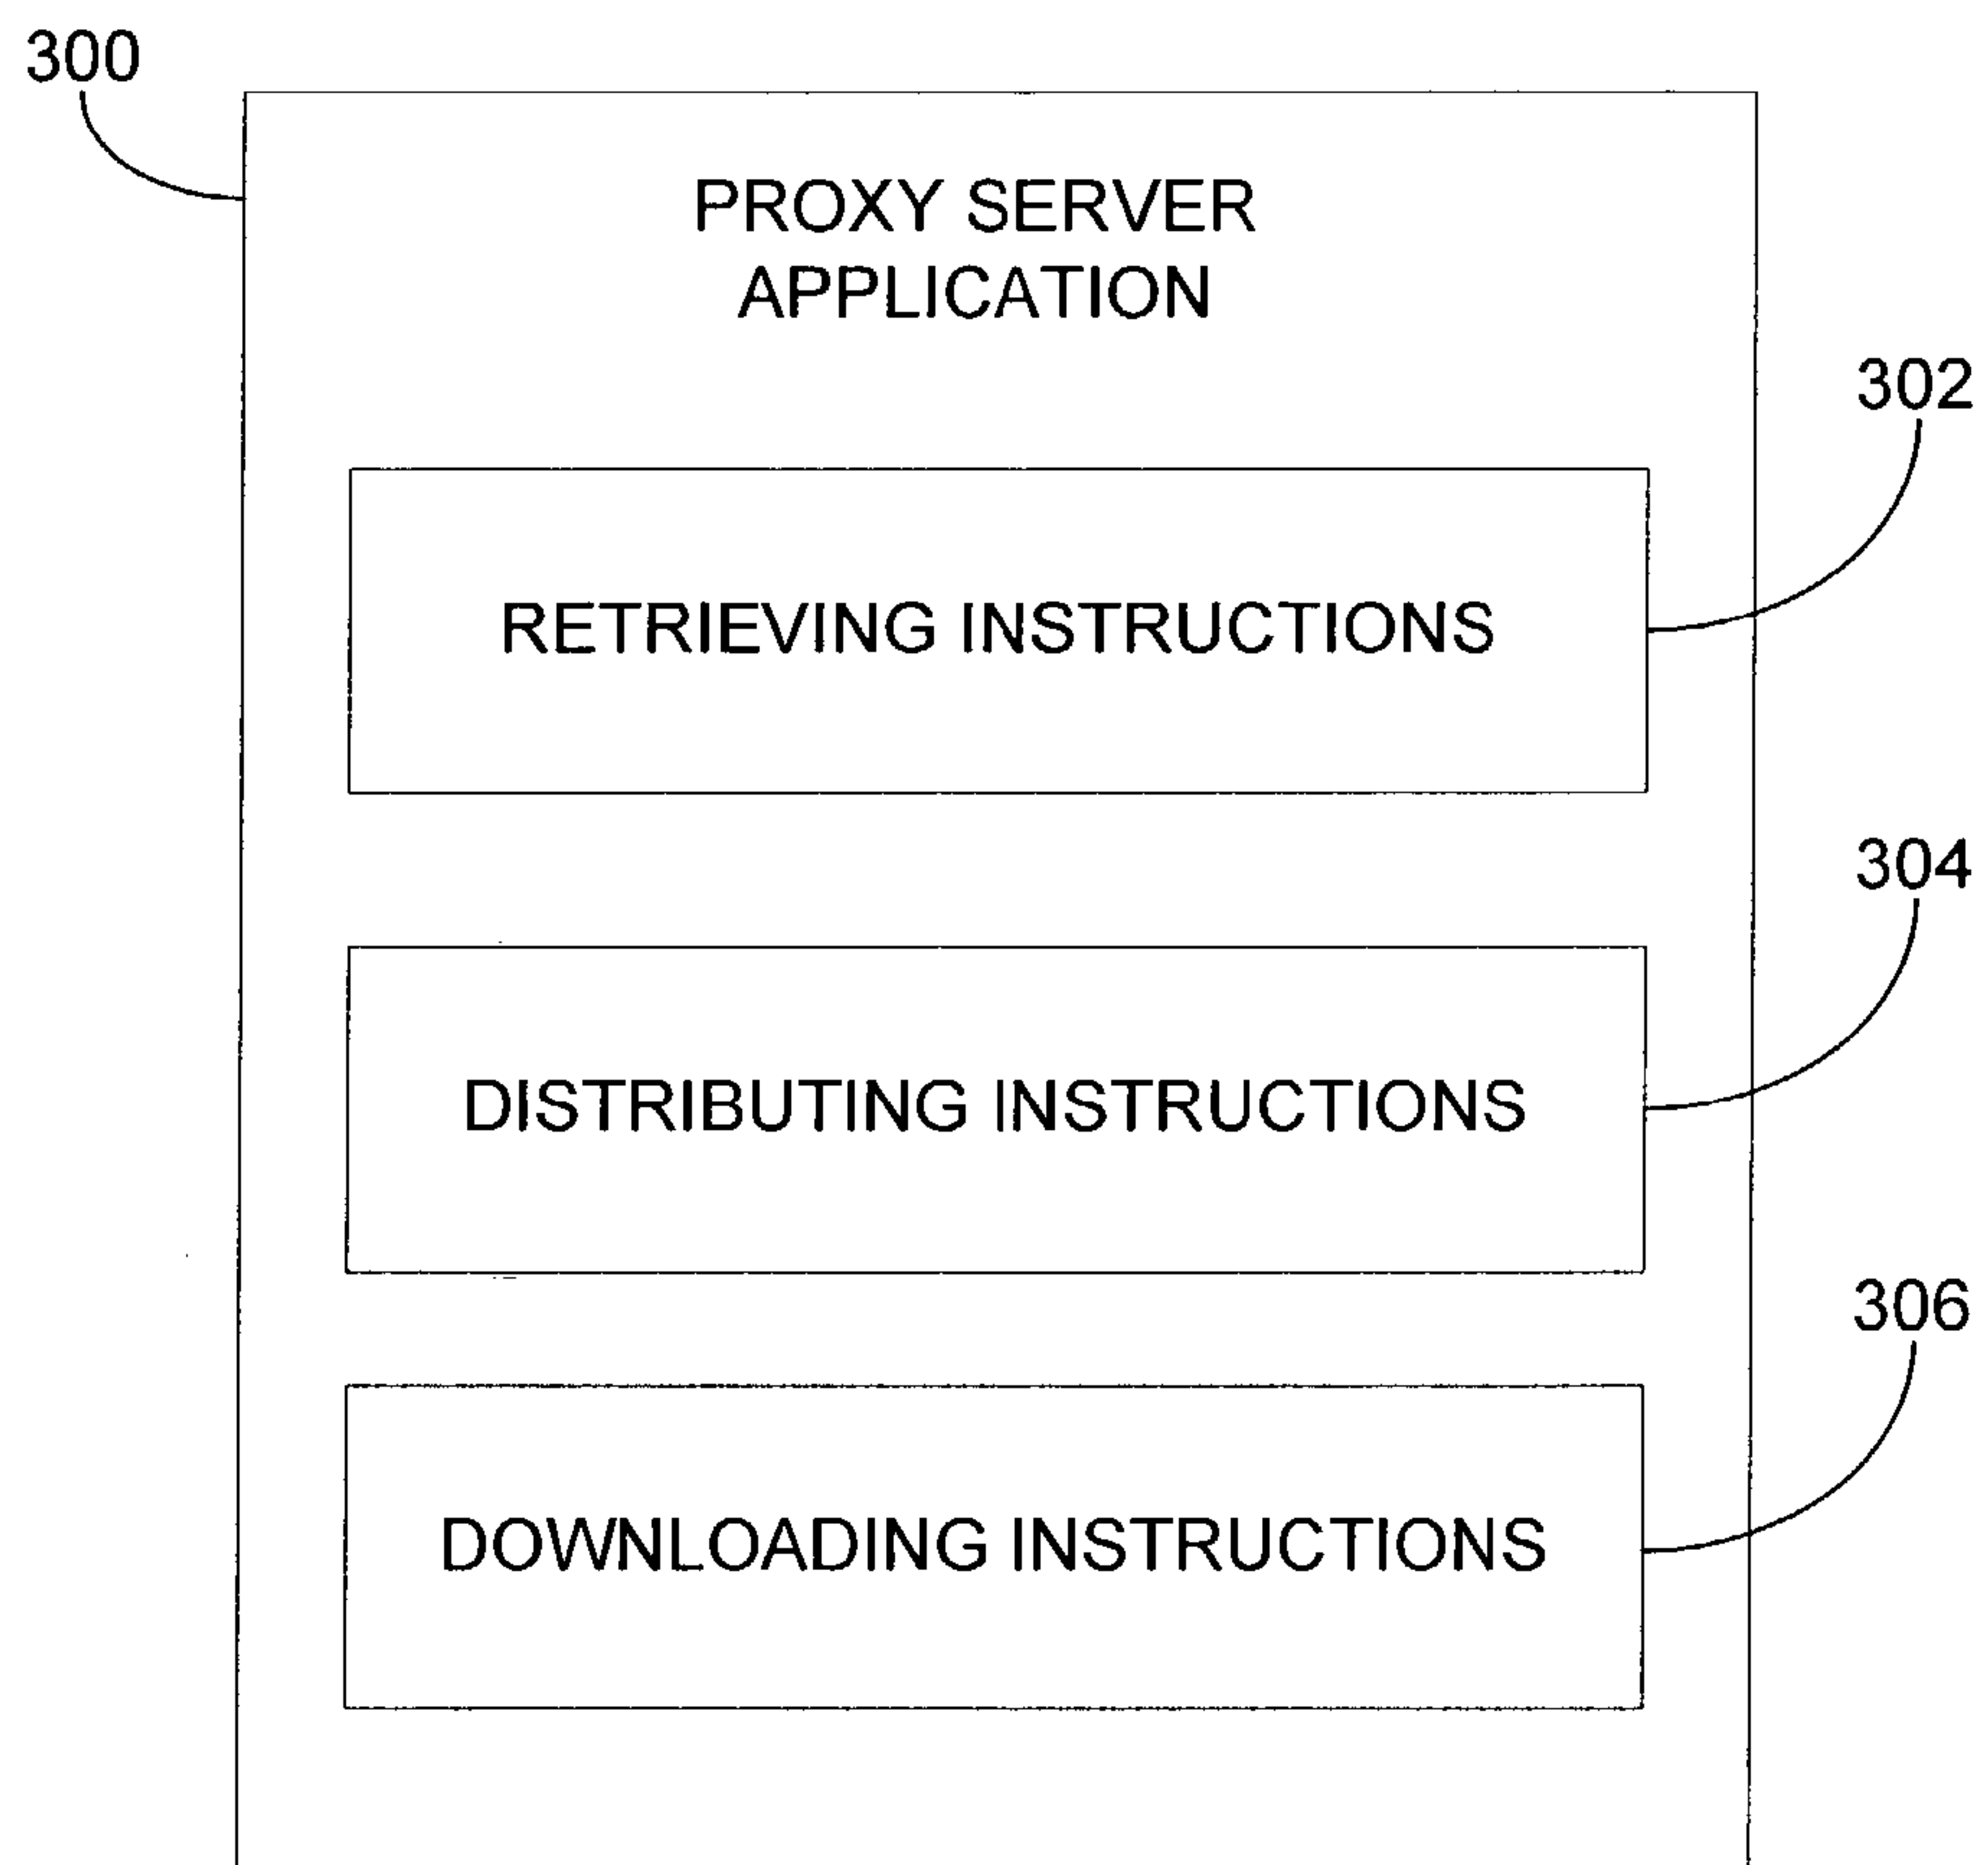 300
PROXY SERVER
APPLICATION
302
RETRIEVING INSTRUCTIONS
304
DISTRIBUTING INSTRUCTIONS
306
DOWNLOADING INSTRUCTIONS